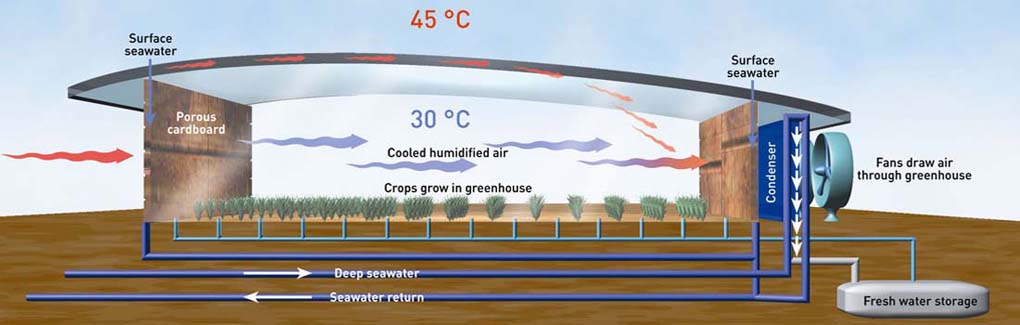 45 °C
Surface
seawater
Surface
seawater
Porous
cardboard
30 °C
Cooled humidified air
Crops grow in greenhouse
Condenser
Fans draw air
through greenhouse
Deep seawater
Seawater return
Fresh water storage